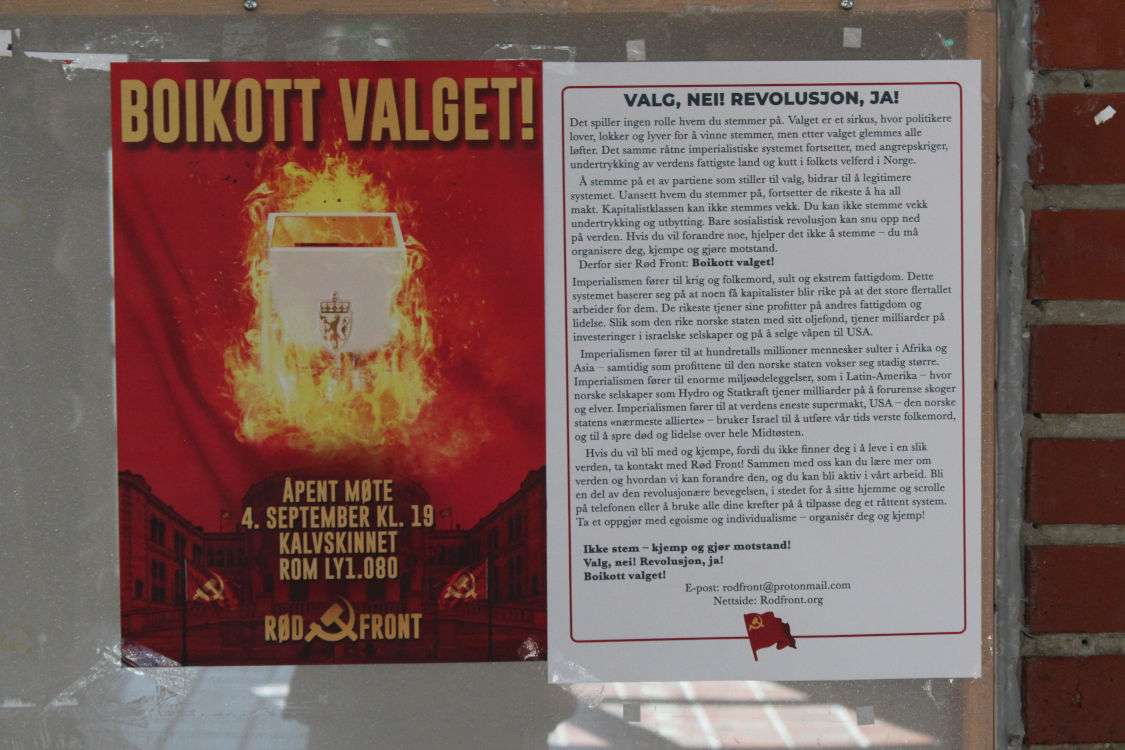 BOIKOTT VALGET!
ÅPENT MØTE
4. SEPTEMBER KL. 19
KALVSKINNET
ROM LY1.080
RØD FRONT
VALG, NEI! REVOLUSJON, JA!
Det spiller ingen rolle hvem du stemmer på. Valget er et sirkus, hvor politikere
lover, lokker og lyver for å vinne stemmer, men etter valget glemmes alle
løfter. Det samme råtne imperialistiske systemet fortsetter, med angrepskriger,
undertrykking av verdens fattigste land og kutt i folkets velferd i Norge.
Å stemme på et av partiene som stiller til valg, bidrar til å legitimere
systemet. Uansett hvem du stemmer på, fortsetter de rikeste å ha all
makt. Kapitalistklassen kan ikke stemmes vekk. Du kan ikke stemme vekk
undertrykking og utbytting. Bare sosialistisk revolusjon kan snu opp ned
på verden. Hvis du vil forandre noe, hjelper det ikke å stemme – du må
organisere deg, kjempe og gjøre motstand.
Derfor sier Rød Front: Boikott valget!
Imperialismen fører til krig og folkemord, sult og ekstrem fattigdom. Dette
systemet baserer seg på at noen få kapitalister blir rike på at det store flertallet
arbeider for dem. De rikeste tjener sine profitter på andres fattigdom og
lidelse. Slik som den rike norske staten med sitt oljefond, tjener milliarder på
investeringer i israelske selskaper og på å selge våpen til USA.
Imperialismen fører til at hundretalls millioner mennesker sulter i Afrika og
Asia – samtidig som profittene til den norske staten vokser seg stadig større.
Imperialismen fører til enorme miljøødeleggelser, som i Latin-Amerika – hvor
norske selskaper som Hydro og Statkraft tjener milliarder på å forurense skoger
og elver. Imperialismen fører til at verdens eneste supermakt, USA – den norske
statens «nærmeste allierte» – bruker Israel til å utføre vår tids verste folkemord,
og til å spre død og lidelse over hele Midtøsten.
Hvis du vil bli med og kjempe, fordi du ikke finner deg i å leve i en slik
verden, ta kontakt med Rød Front! Sammen med oss kan du lære mer om
verden og hvordan vi kan forandre den, og du kan bli aktiv i vårt arbeid. Bli
en del av den revolusjonære bevegelsen, i stedet for å sitte hjemme og scrolle
på telefonen eller å bruke alle dine krefter på å tilpasse deg et råttent system.
Ta et oppgjør med egoisme og individualisme – organisér deg og kjemp!
Ikke stem – kjemp og gjør motstand!
Valg, nei! Revolusjon, ja!
Boikott valget!
E-post: rodfront@protonmail.com
Nettside: Rodfront.org